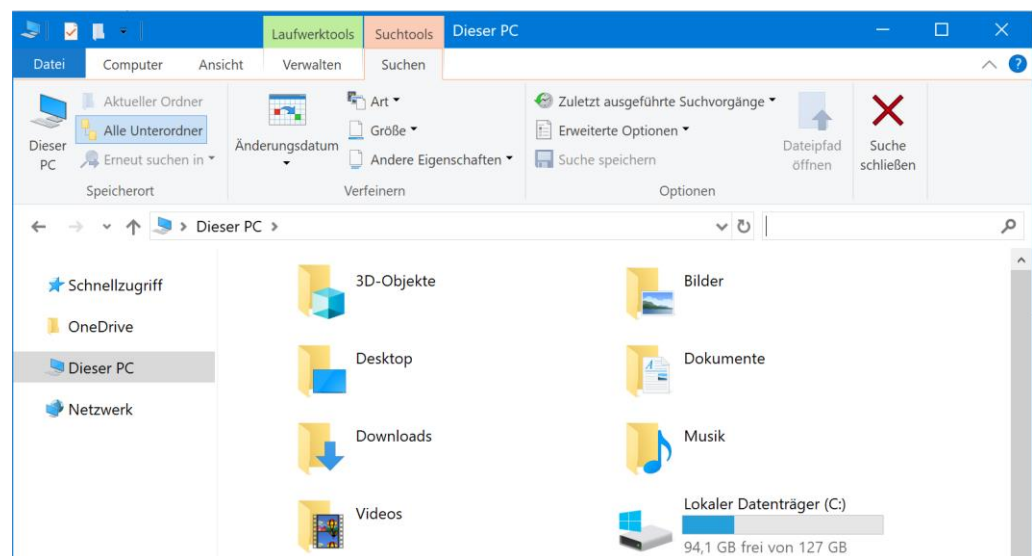 Laufwerktools Suchtools Dieser PC
Datei Computer Ansicht Verwalten Suchen
Dieser PC
Aktueller Ordner
Alle Unterordner
Erneut suchen in
Speicherort
Änderungsdatum
Art
Größe
Andere Eigenschaften
Verfeinern
Zuletzt ausgeführte Suchvorgänge
Erweiterte Optionen
Suche speichern
Dateipfad
öffnen
Optionen
Suche
schließen
Dieser PC
Schnellzugriff
OneDrive
Dieser PC
Netzwerk
3D-Objekte
Bilder
Desktop
Dokumente
Downloads
Musik
Videos
Lokaler Datenträger (C:)
94,1 GB frei von 127 GB